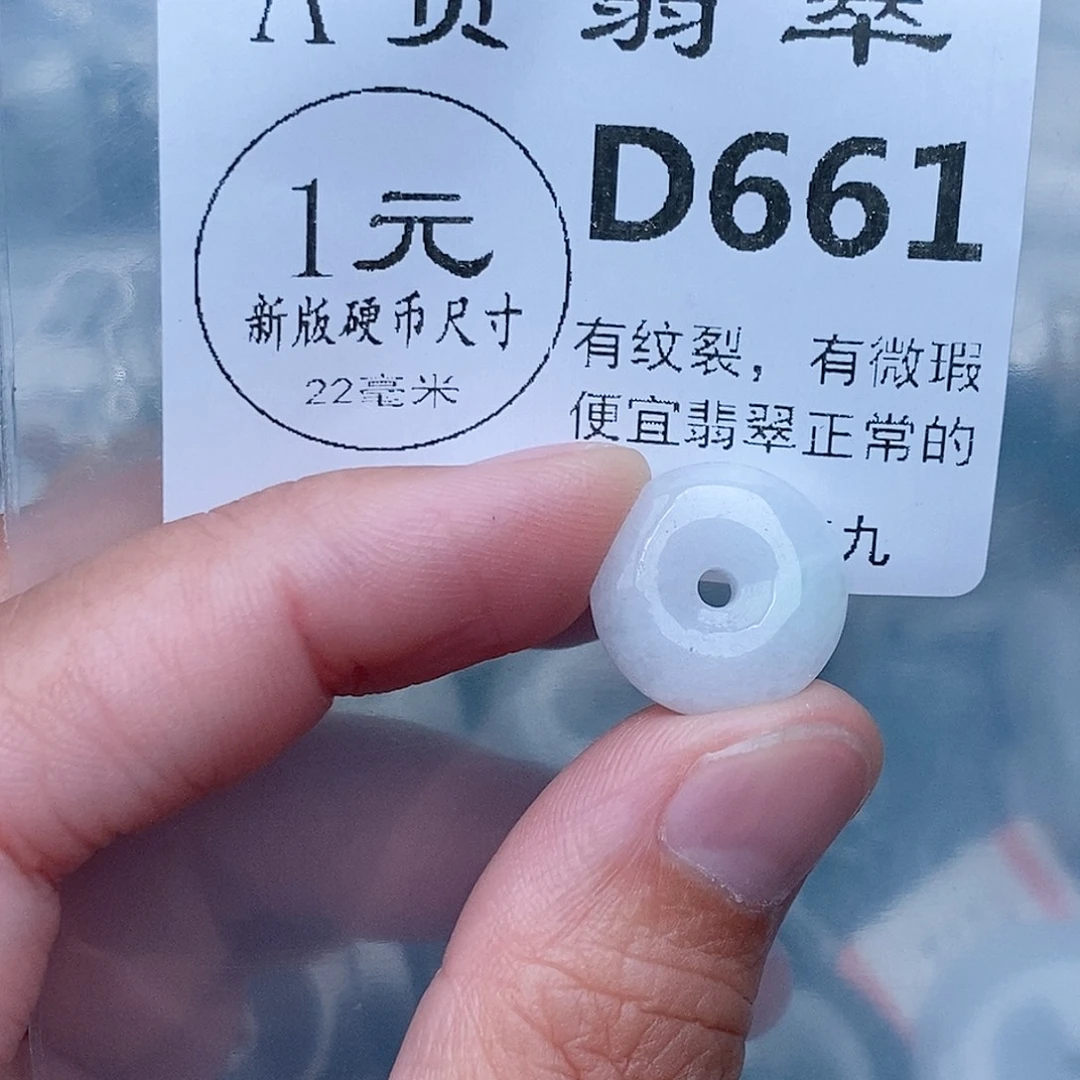 A货翡翠
D661
1元
新版硬币尺寸
22毫米
有纹裂，有微瑕
便宜翡翠正常的
九